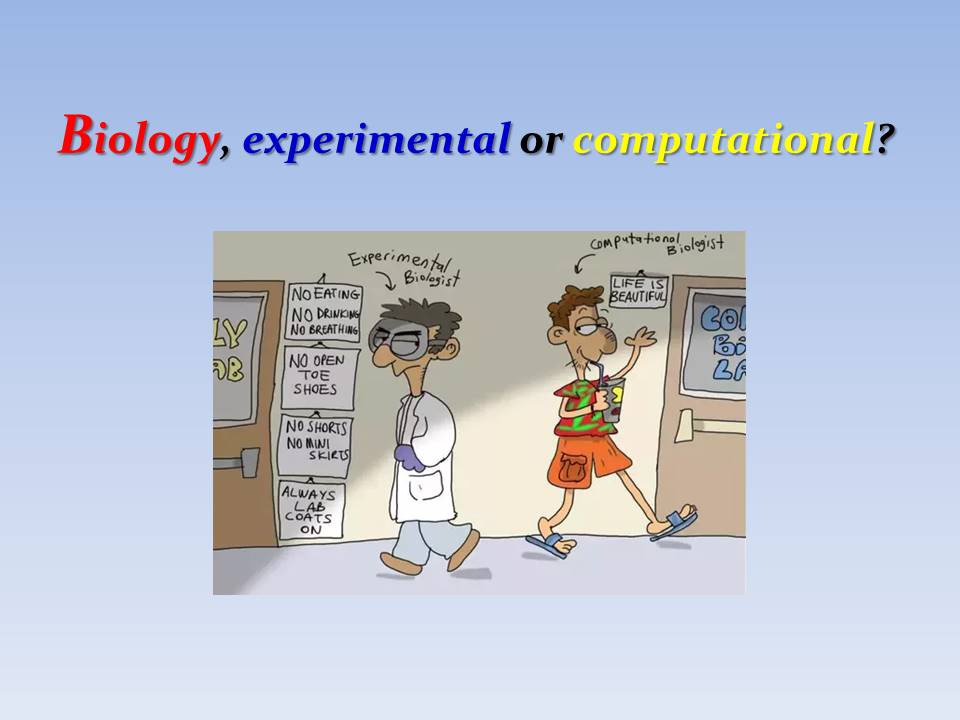 Biology, experimental or computational?
Experimental
Biologist
Computational
Biologist
NO EATING
NO DRINKING
NO BREATHING
NO OPEN
TOE
SHOES
NO SHORTS
NO MINI
SKIRTS
ALWAYS
LAB
COATS
ON
LIFE IS
BEAUTIFUL
LY
AB
CO
Bi
LA